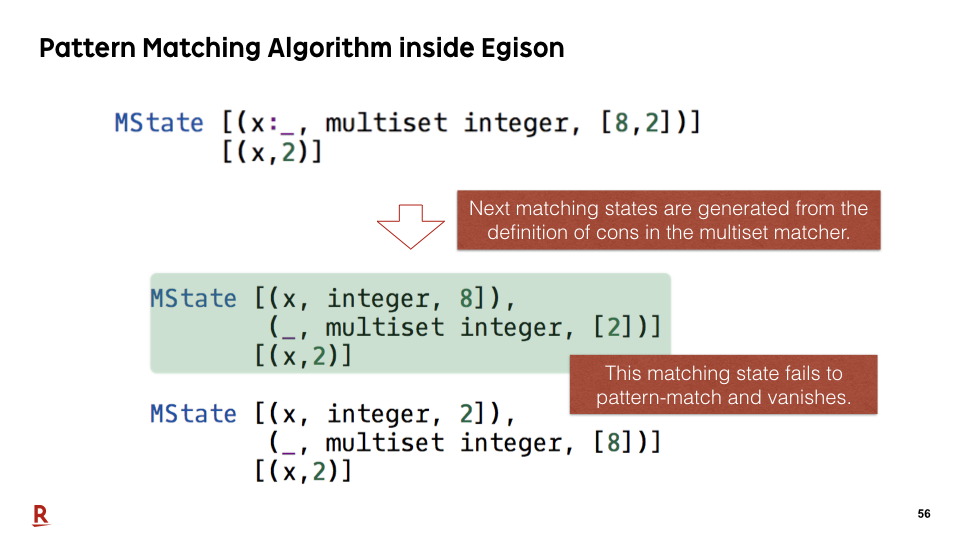 Pattern Matching Algorithm inside Egison
MState [(x:_, multiset integer, [8,2])]
[(x,2)]
Next matching states are generated from the
definition of cons in the multiset matcher.
MState [(x, integer, 8]),
(_, multiset integer, [2])]
[(x,2)]
This matching state fails to
pattern-match and vanishes.
MState [(x, integer, 2]),
(_, multiset integer, [8])]
[(x,2)]
R
56